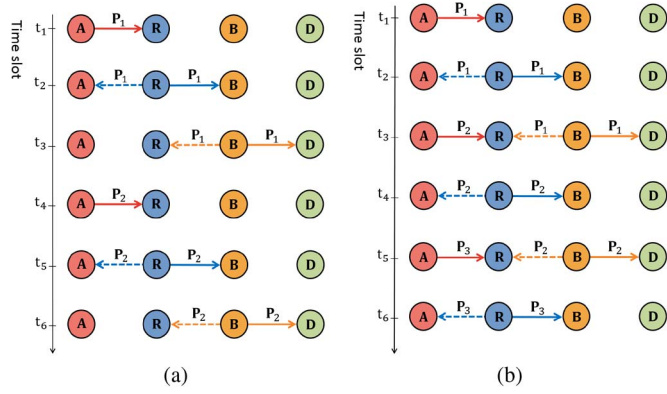 Time slot
t1 A P1 R B D
t2 A P1 R P1 B D
t3 A R P1 B P1 D
t4 A P2 R B D
t5 A P2 R P2 B D
t6 A R P2 B P2 D
(a)
Time slot
t1 A P1 R B D
t2 A P1 R P1 B D
t3 A P2 R P1 B P1 D
t4 A P2 R P2 B D
t5 A P3 R P2 B P2 D
t6 A P3 R P3 B D
(b)